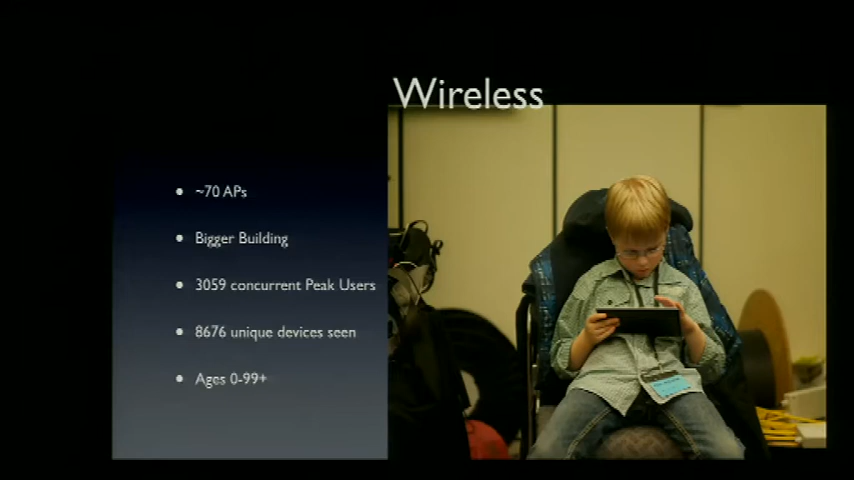 Wireless
~70 APs
Bigger Building
3059 concurrent Peak Users
8676 unique devices seen
Ages 0-99+